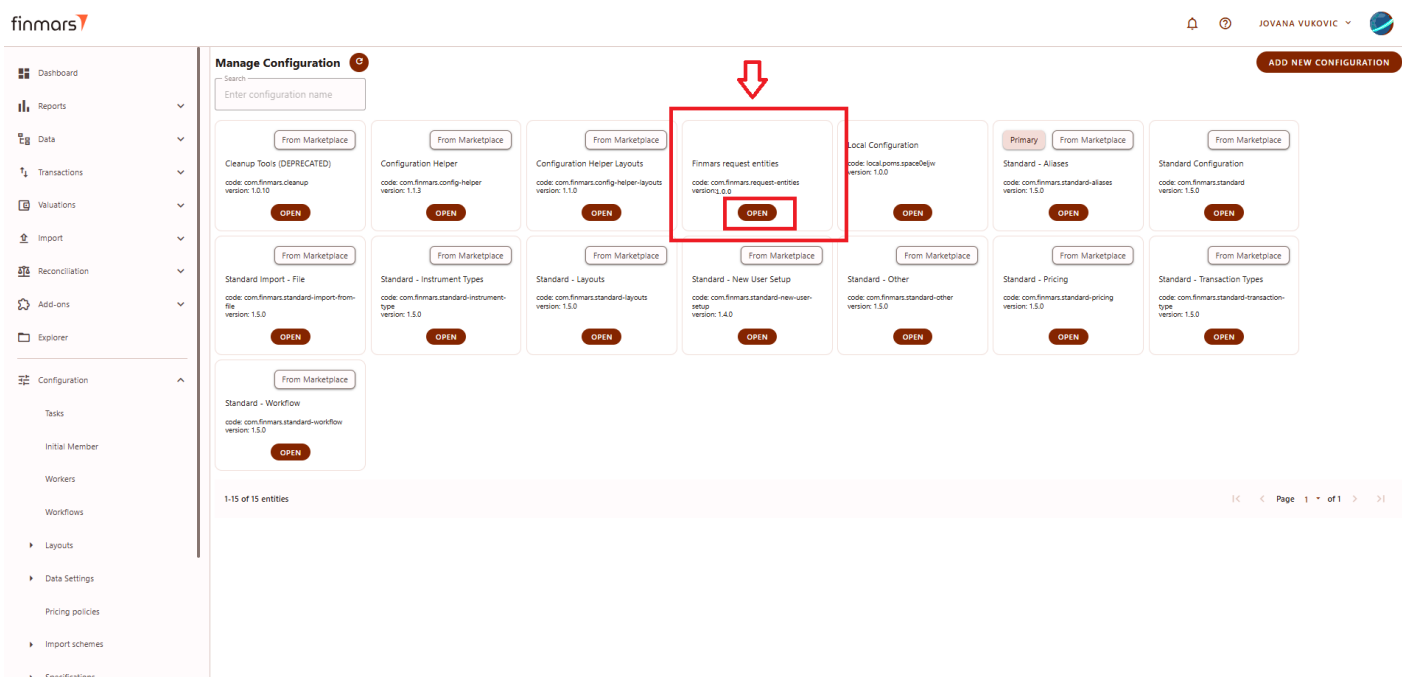 finmars
JOVANA VUKOVIC
Dashboard
Reports
Data
Transactions
Valuations
Import
Reconciliation
Add-ons
Explorer
Configuration
Tasks
Initial Member
Workers
Workflows
Layouts
Data Settings
Pricing policies
Import schemes
Specifications
Manage Configuration
ADD NEW CONFIGURATION
Search
Enter configuration name
From Marketplace
Cleanup Tools (DEPRECATED)
code: com.finmars.cleanup
version: 1.0.10
OPEN
From Marketplace
Configuration Helper
code: com.finmars.config-helper
version: 1.1.3
OPEN
From Marketplace
Configuration Helper Layouts
code: com.finmars.config-helper-layouts
version: 1.1.0
OPEN
Finmars request entities
code: com.finmars.request-entities
version:1.0.0
OPEN
Local Configuration
code: local.poms.space0eljw
version: 1.0.0
OPEN
Primary
From Marketplace
Standard - Aliases
code: com.finmars.standard-aliases
version: 1.5.0
OPEN
From Marketplace
Standard Configuration
code: com.finmars.standard
version: 1.5.0
OPEN
From Marketplace
Standard Import - File
code: com.finmars.standard-import-from-
file
version: 1.5.0
OPEN
From Marketplace
Standard - Instrument Types
code: com.finmars.standard-instrument-
type
version: 1.5.0
OPEN
From Marketplace
Standard - Layouts
code: com.finmars.standard-layouts
version: 1.5.0
OPEN
From Marketplace
Standard - New User Setup
code: com.finmars.standard-new-user-
setup
version: 1.4.0
OPEN
From Marketplace
Standard - Other
code: com.finmars.standard-other
version: 1.5.0
OPEN
From Marketplace
Standard - Pricing
code: com.finmars.standard-pricing
version: 1.5.0
OPEN
From Marketplace
Standard - Transaction Types
code: com.finmars.standard-transaction-
type
version: 1.5.0
OPEN
From Marketplace
Standard - Workflow
code: com.finmars.standard-workflow
version: 1.5.0
OPEN
1-15 of 15 entities
Page 1 of 1